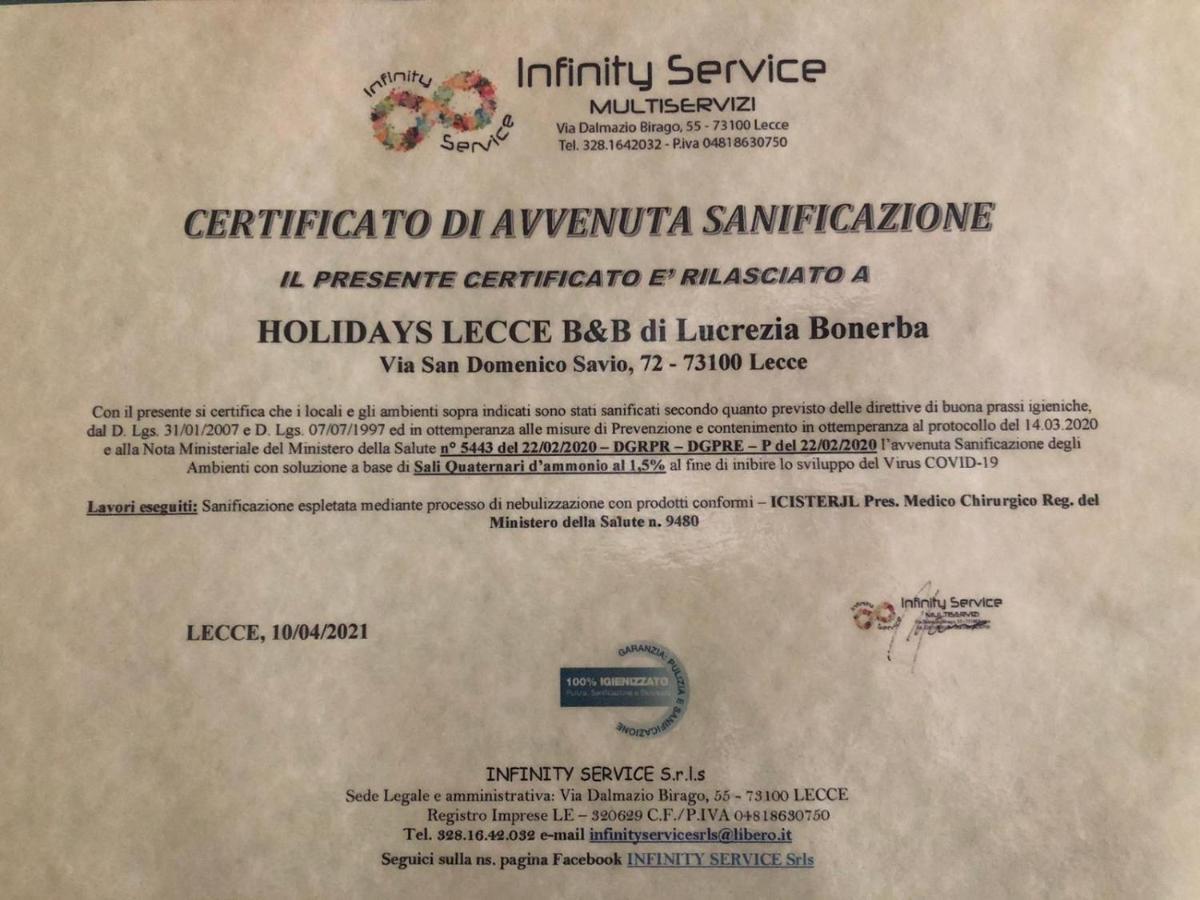 Infinity Service
Infinity Service
MULTISERVIZI
Via Dalmazio Birago, 55 - 73100 Lecce
Tel. 328.1642032 - P.iva 04818630750
CERTIFICATO DI AVVENUTA SANIFICAZIONE
IL PRESENTE CERTIFICATO E' RILASCIATO A
HOLIDAYS LECCE B&B di Lucrezia Bonerba
Via San Domenico Savio, 72 - 73100 Lecce
Con il presente si certifica che i locali e gli ambienti sopra indicati sono stati sanificati secondo quanto previsto delle direttive di buona prassi igieniche,
dal D. Lgs. 31/01/2007 e D. Lgs. 07/07/1997 ed in ottemperanza alle misure di Prevenzione e contenimento in ottemperanza al protocollo del 14.03.2020
e alla Nota Ministeriale del Ministero della Salute n° 5443 del 22/02/2020 – DGRPR – DGPRE – P del 22/02/2020 l'avvenuta Sanificazione degli
Ambienti con soluzione a base di Sali Quaternari d'ammonio al 1,5% al fine di inibire lo sviluppo del Virus COVID-19
Lavori eseguiti: Sanificazione espletata mediante processo di nebulizzazione con prodotti conformi – ICISTERJL Pres. Medico Chirurgico Reg. del
Ministero della Salute n. 9480
Infinity Service
MULTISERVIZI
LECCE, 10/04/2021
GARANZIA: PULIZIA E SANIFICAZIONE
100% IGIENIZZATO
INFINITY SERVICE S.r.l.s
Sede Legale e amministrativa: Via Dalmazio Birago, 55 - 73100 LECCE
Registro Imprese LE – 320629 C.F./P.IVA 04818630750
Tel. 328.16.42.032 e-mail infinityservicesrls@libero.it
Seguici sulla ns. pagina Facebook INFINITY SERVICE Srls